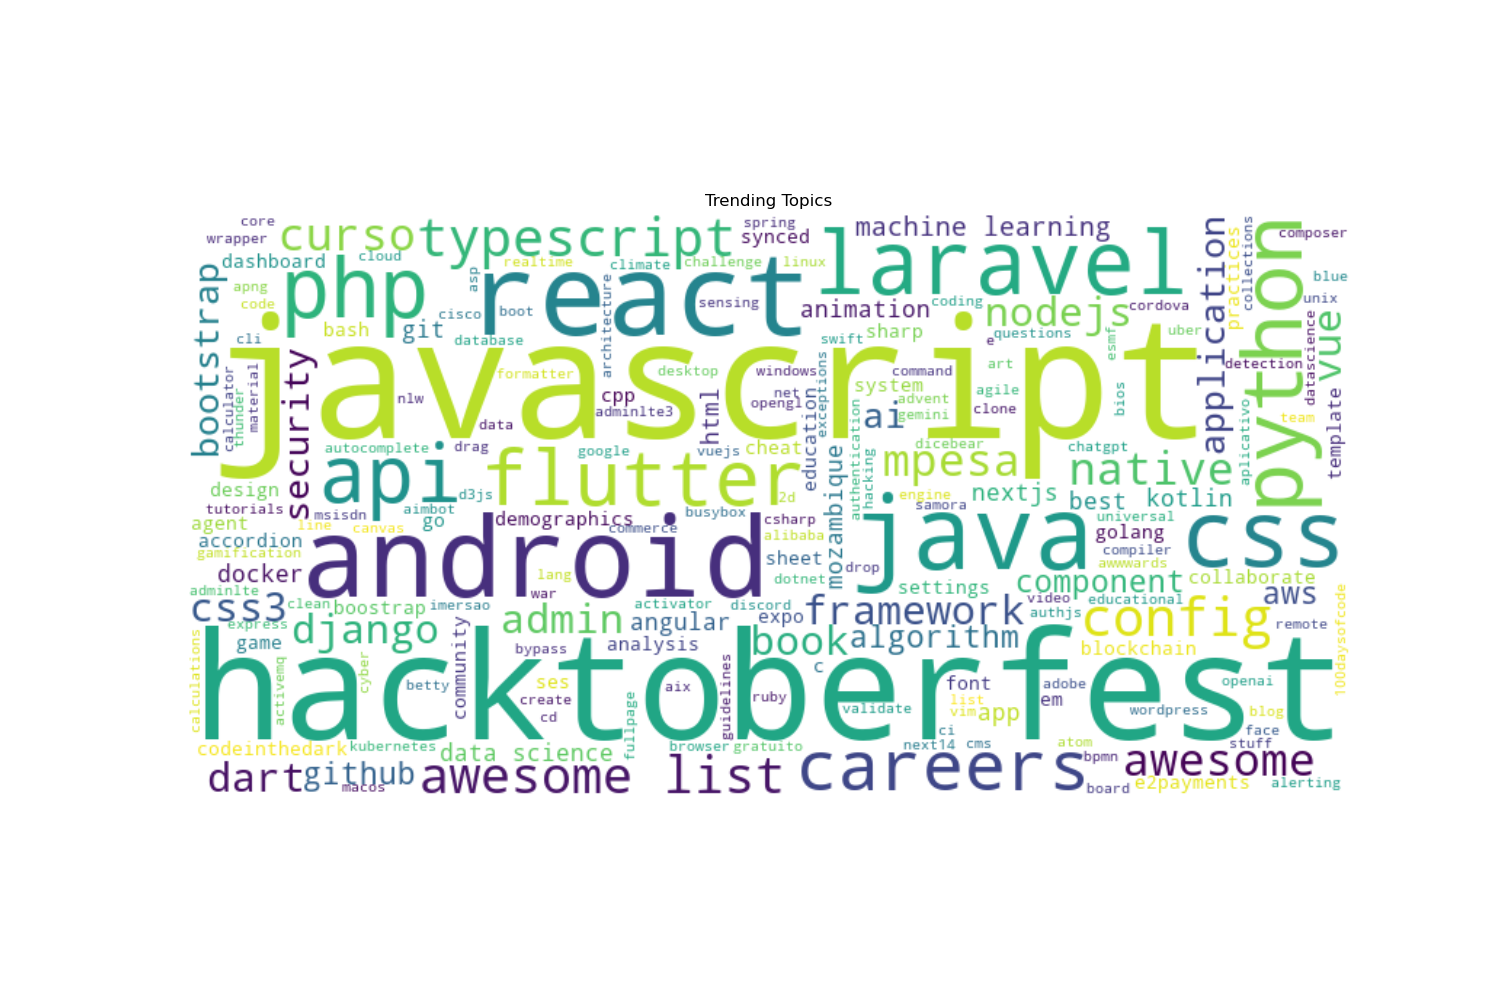 Trending Topics
core
wrapper
curso
typescript
spring
synced
machine learning
laravel
application
practices
collections
python
composer
dashboard
cloud
realtime
climate
challenge
linux
blue
bootstrap
apng
code
php
asp
react
architecture
sensing
animation
coding
nodejs
cordova
unix
cli
bash
git
cisco
boot
database
swift
sharp
e
questions
esmf
uber
datascience
vue
javascript
calculator
thunder
material
security
nlw
formatter
desktop
cpp
adminlte3
data
windows
net
opengl
html
education
exceptions
system
command
advent
gemini
ai
agile
art
clone
bios
detection
team
template
aplicativo
autocomplete
drag
google
vuejs
cheat
dicebear
chatgpt
api
flutter
mozambique
authentication
hacking
mpesa
native
design
tutorials
msisdn
d3js
aimbot
go
2d
engine
samora
nextjs
best
kotlin
agent
line
canvas
demographics
commerce
busybox
csharp
alibaba
java
universal
golang
compiler
awwwards
css
accordion
gamification
docker
android
lang
war
sheet
dotnet
drop
settings
component
collaborate
adminlte
css3
clean
boostrap
imersao
activator
discord
expo
framework
video
authjs
educational
config
aws
remote
100daysofcode
express
game
django
community
admin
angular
bypass
analysis
book
algorithm
blockchain
calculations
activemq
cyber
hacktoberfest
betty
ses
create
cd
aix
guidelines
ruby
c
validate
font
list
vim
app
adobe
em
openai
wordpress
blog
face
stuff
codeinthedark
kubernetes
data science
fullpage
browser
gratuito
next14
ci
cms
atom
bpmn
awesome
dart
github
macos
awesome list
careers
board
e2payments
alerting